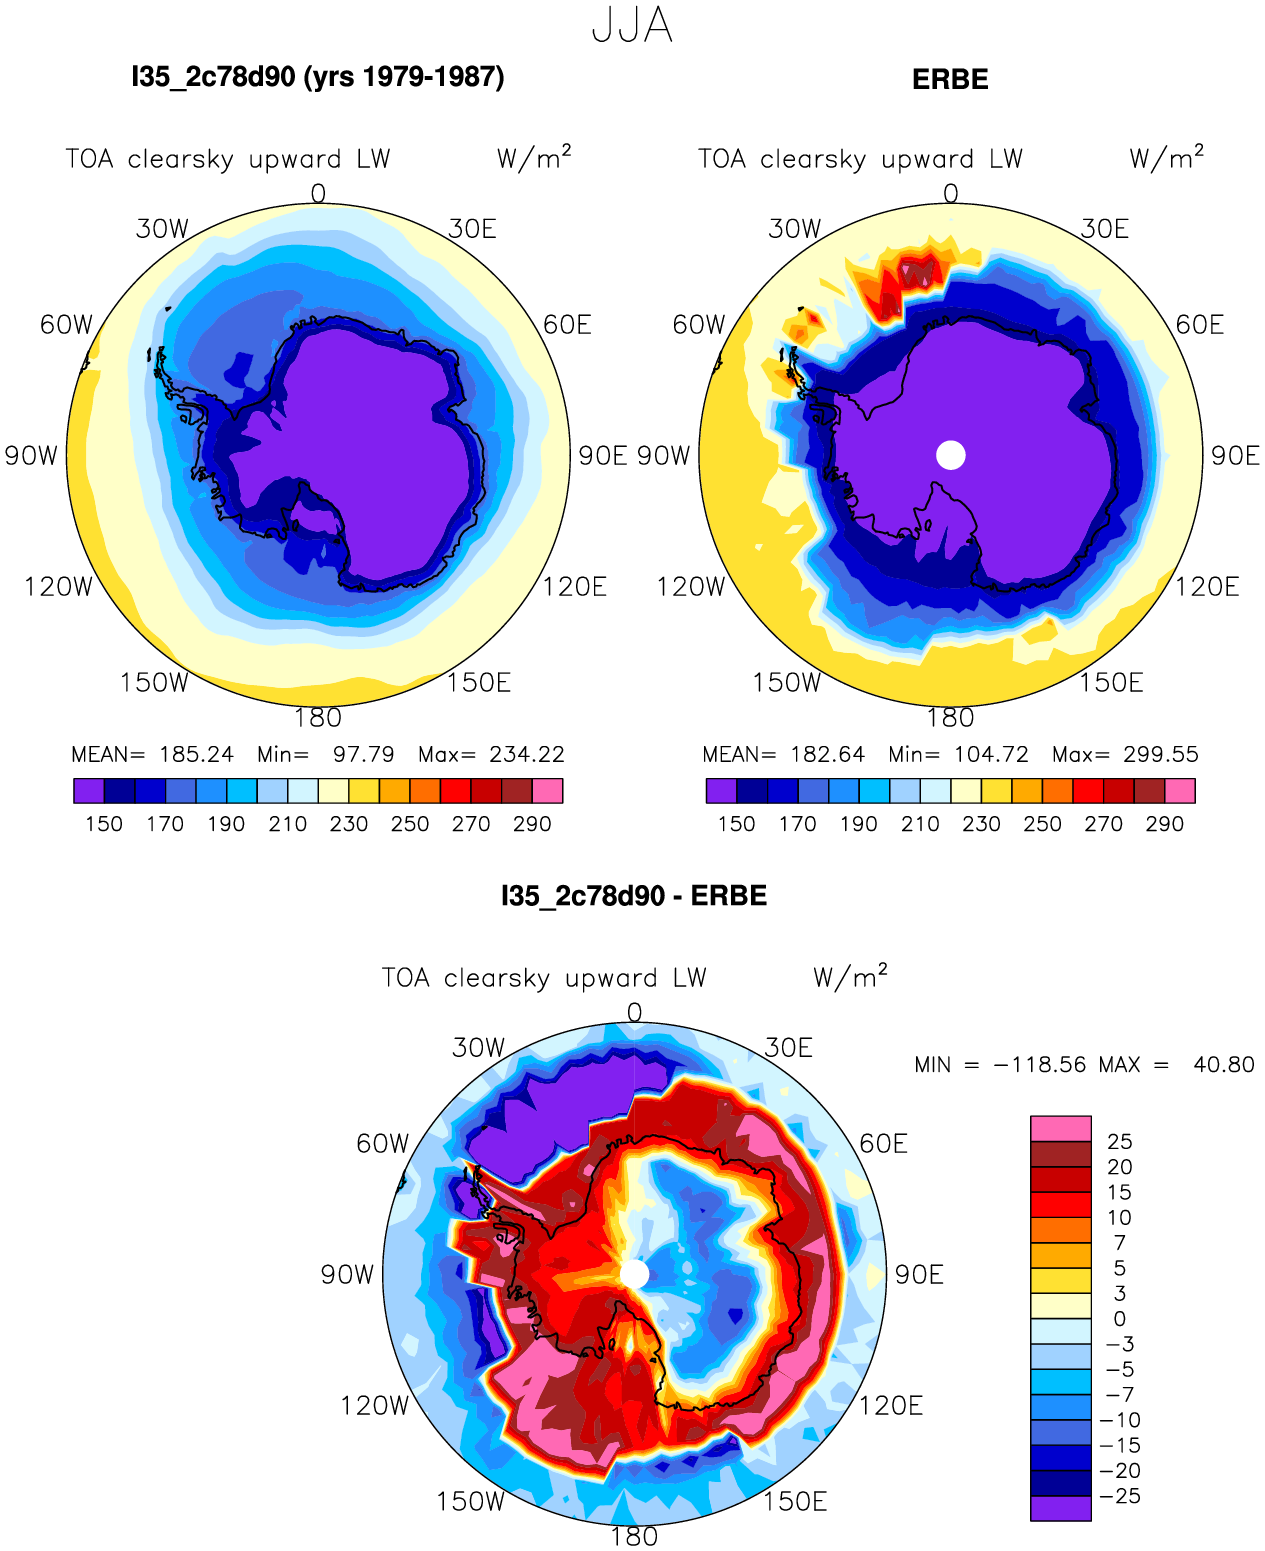 JJA
I35_2c78d90 (yrs 1979-1987)
ERBE
TOA clearsky upward LW W/m²
TOA clearsky upward LW W/m²
0
0
30W 30E
30W 30E
60W 60E
60W 60E
90W 90E
90W 90E
120W 120E
120W 120E
150W 150E
150W 150E
180
180
MEAN= 185.24 Min= 97.79 Max= 234.22
MEAN= 182.64 Min= 104.72 Max= 299.55
150 170 190 210 230 250 270 290
150 170 190 210 230 250 270 290
I35_2c78d90 - ERBE
TOA clearsky upward LW W/m²
0
30W 30E
MIN = −118.56 MAX = 40.80
60W 60E
90W 90E
120W 120E
150W 150E
180
25
20
15
10
7
5
3
0
−3
−5
−7
−10
−15
−20
−25